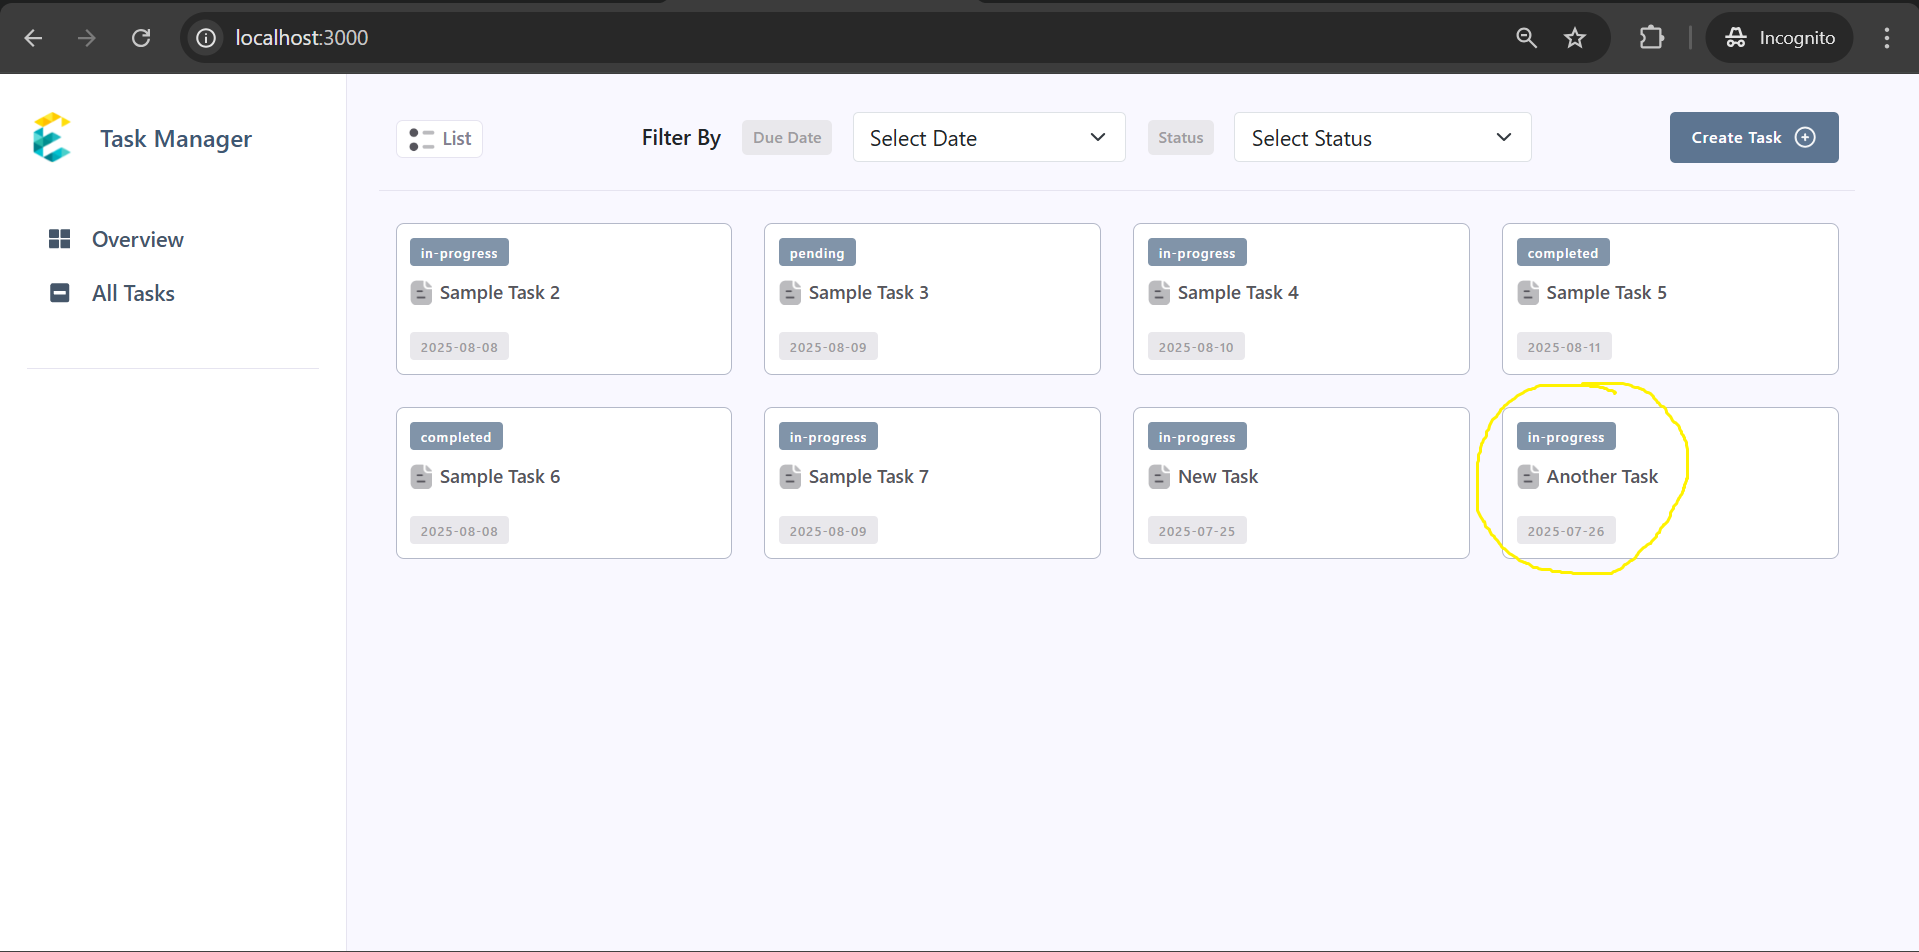 localhost:3000
Incognito
Task Manager
Overview
All Tasks
List
Filter By
Due Date
Select Date
Status
Select Status
Create Task
in-progress
Sample Task 2
2025-08-08
pending
Sample Task 3
2025-08-09
in-progress
Sample Task 4
2025-08-10
completed
Sample Task 5
2025-08-11
completed
Sample Task 6
2025-08-08
in-progress
Sample Task 7
2025-08-09
in-progress
New Task
2025-07-25
in-progress
Another Task
2025-07-26